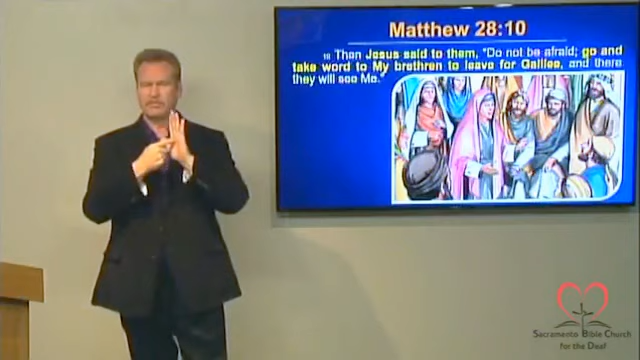 Matthew 28:10
10 Then Jesus said to them, "Do not be afraid; go and
take word to My brethren to leave for Galilee, and there
they will see Me."
Sacramento Bible Church
for the Deaf